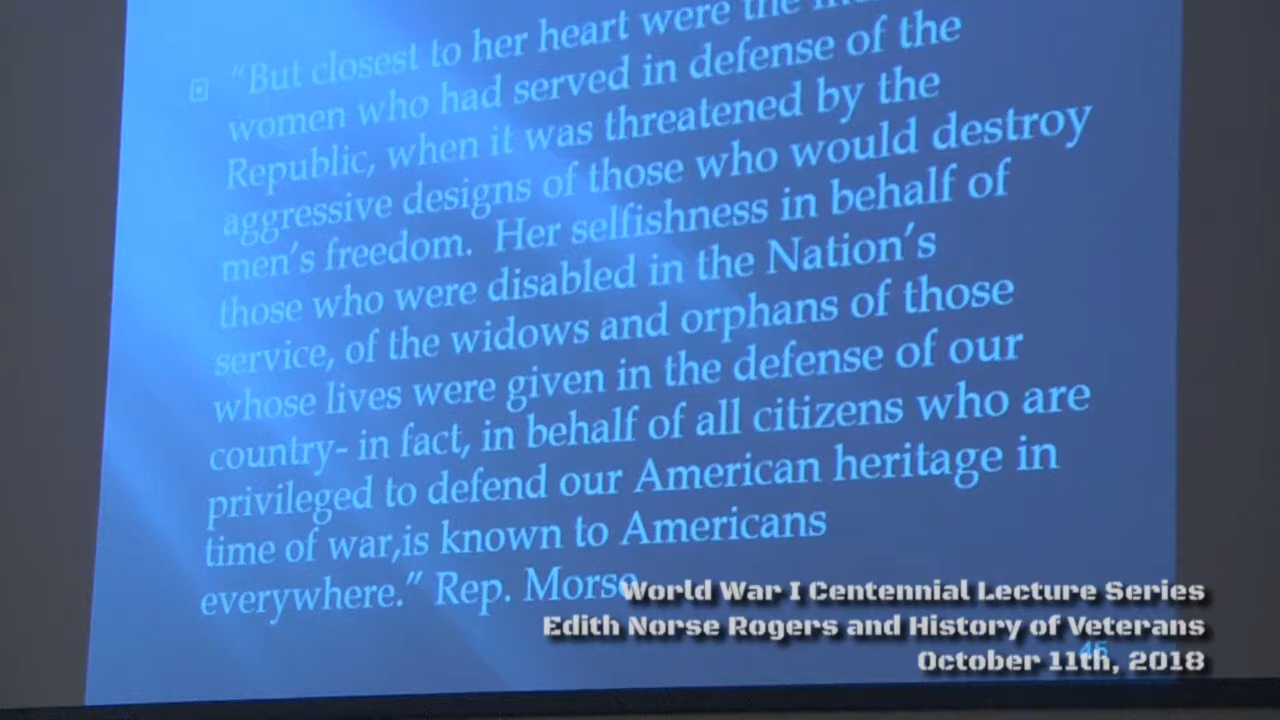 “But closest to her heart were the
women who had served in defense of the
Republic, when it was threatened by the
aggressive designs of those who would destroy
men’s freedom. Her selfishness in behalf of
those who were disabled in the Nation’s
service, of the widows and orphans of those
whose lives were given in the defense of our
country- in fact, in behalf of all citizens who are
privileged to defend our American heritage in
time of war,is known to Americans
everywhere.” Rep. Morse
World War I Centennial Lecture Series
Edith Norse Rogers and History of Veterans
45
October 11th, 2018